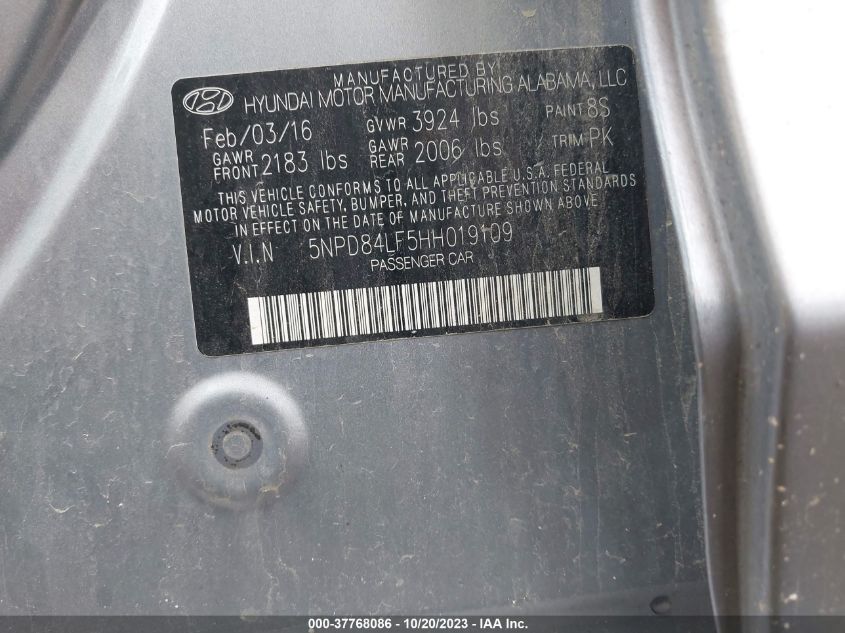 MANUFACTURED BY
HYUNDAI MOTOR MANUFACTURING ALABAMA, LLC
Feb/03/16 GVWR 3924 lbs PAINT 8S
GAWR FRONT 2183 lbs GAWR REAR 2006 lbs TRIM PK
THIS VEHICLE CONFORMS TO ALL APPLICABLE U.S.A. FEDERAL
MOTOR VEHICLE SAFETY, BUMPER, AND THEFT PREVENTION STANDARDS
IN EFFECT ON THE DATE OF MANUFACTURE SHOWN ABOVE.
V.I.N 5NPD84LF5HH019109
PASSENGER CAR
000-37768086 - 10/20/2023 - IAAI.COM